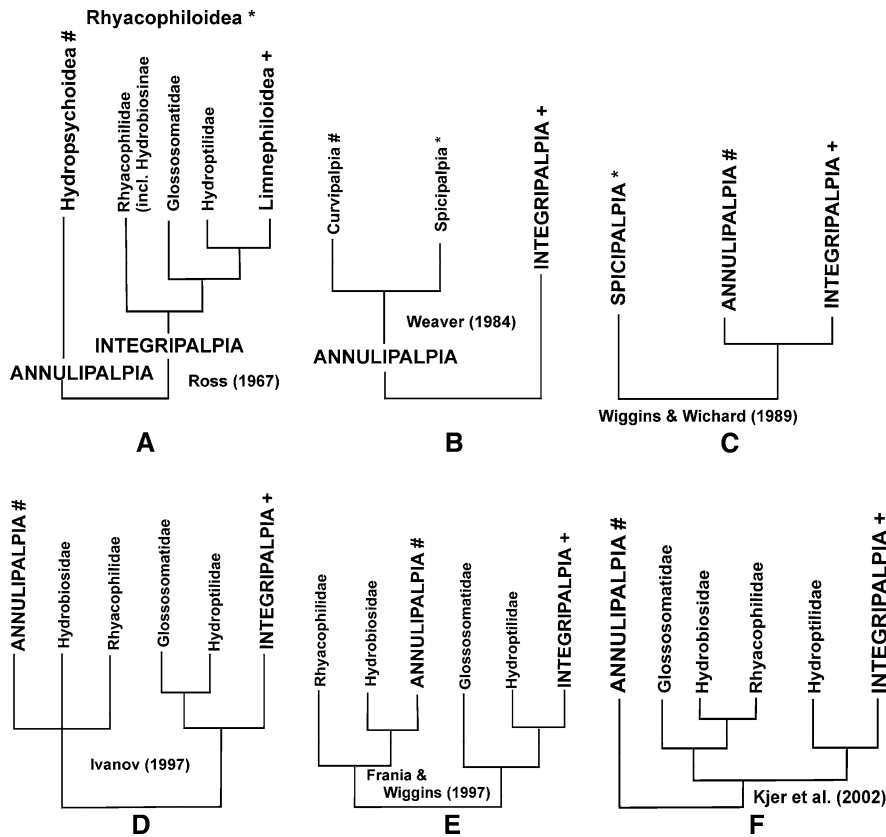 Rhyacophiloidea *
Hydropsychoidea #
Rhyacophilidae
(incl. Hydrobiosinae
Glossosomatidae
Hydroptilidae
Limnephiloidea +
INTEGRIPALPIA
ANNULIPALPIA
Ross (1967)
A
Curvipalpia #
Spicipalpia *
INTEGRIPALPIA +
Weaver (1984)
ANNULIPALPIA
B
SPICIPALPIA *
ANNULIPALPIA #
INTEGRIPALPIA +
Wiggins & Wichard (1989)
C
ANNULIPALPIA #
Hydrobiosidae
Rhyacophilidae
Glossosomatidae
Hydroptilidae
INTEGRIPALPIA +
Ivanov (1997)
D
Rhyacophilidae
Hydrobiosidae
ANNULIPALPIA #
Glossosomatidae
Hydroptilidae
INTEGRIPALPIA +
Frania &
Wiggins (1997)
E
ANNULIPALPIA #
Glossosomatidae
Hydrobiosidae
Rhyacophilidae
Hydroptilidae
INTEGRIPALPIA +
Kjer et al. (2002)
F